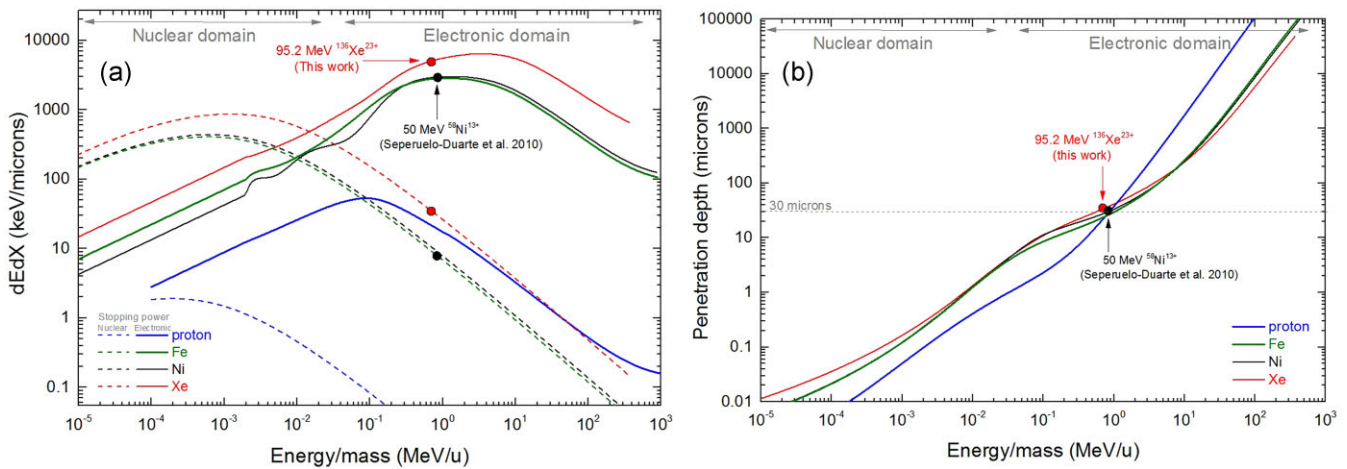 (a)
Nuclear domain
Electronic domain
95.2 MeV ¹³⁶Xe²³⁺
(This work)
50 MeV ⁵⁸Ni¹³⁺
(Seperuelo-Duarte et al. 2010)
Stopping power
Nuclear Electronic
proton
Fe
Ni
Xe
dEdX (keV/microns)
10000
1000
100
10
1
0.1
10⁻⁵ 10⁻⁴ 10⁻³ 10⁻² 10⁻¹ 10⁰ 10¹ 10² 10³
Energy/mass (MeV/u)
(b)
Nuclear domain
Electronic domain
95.2 MeV ¹³⁶Xe²³⁺
(this work)
30 microns
50 MeV ⁵⁸Ni¹³⁺
(Seperuelo-Duarte et al. 2010)
proton
Fe
Ni
Xe
Penetration depth (microns)
100000
10000
1000
100
10
1
0.1
0.01
10⁻⁵ 10⁻⁴ 10⁻³ 10⁻² 10⁻¹ 10⁰ 10¹ 10² 10³
Energy/mass (MeV/u)